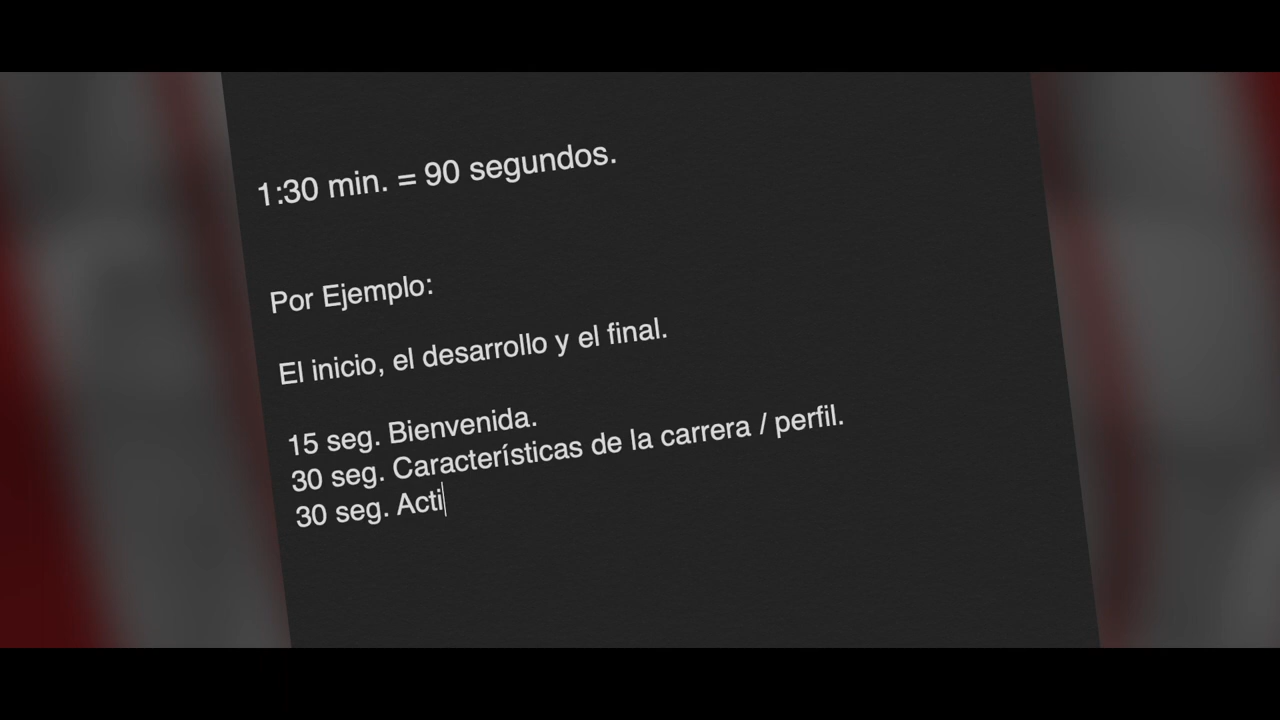 1:30 min. = 90 segundos.
Por Ejemplo:
El inicio, el desarrollo y el final.
15 seg. Bienvenida.
30 seg. Características de la carrera / perfil.
30 seg. Acti